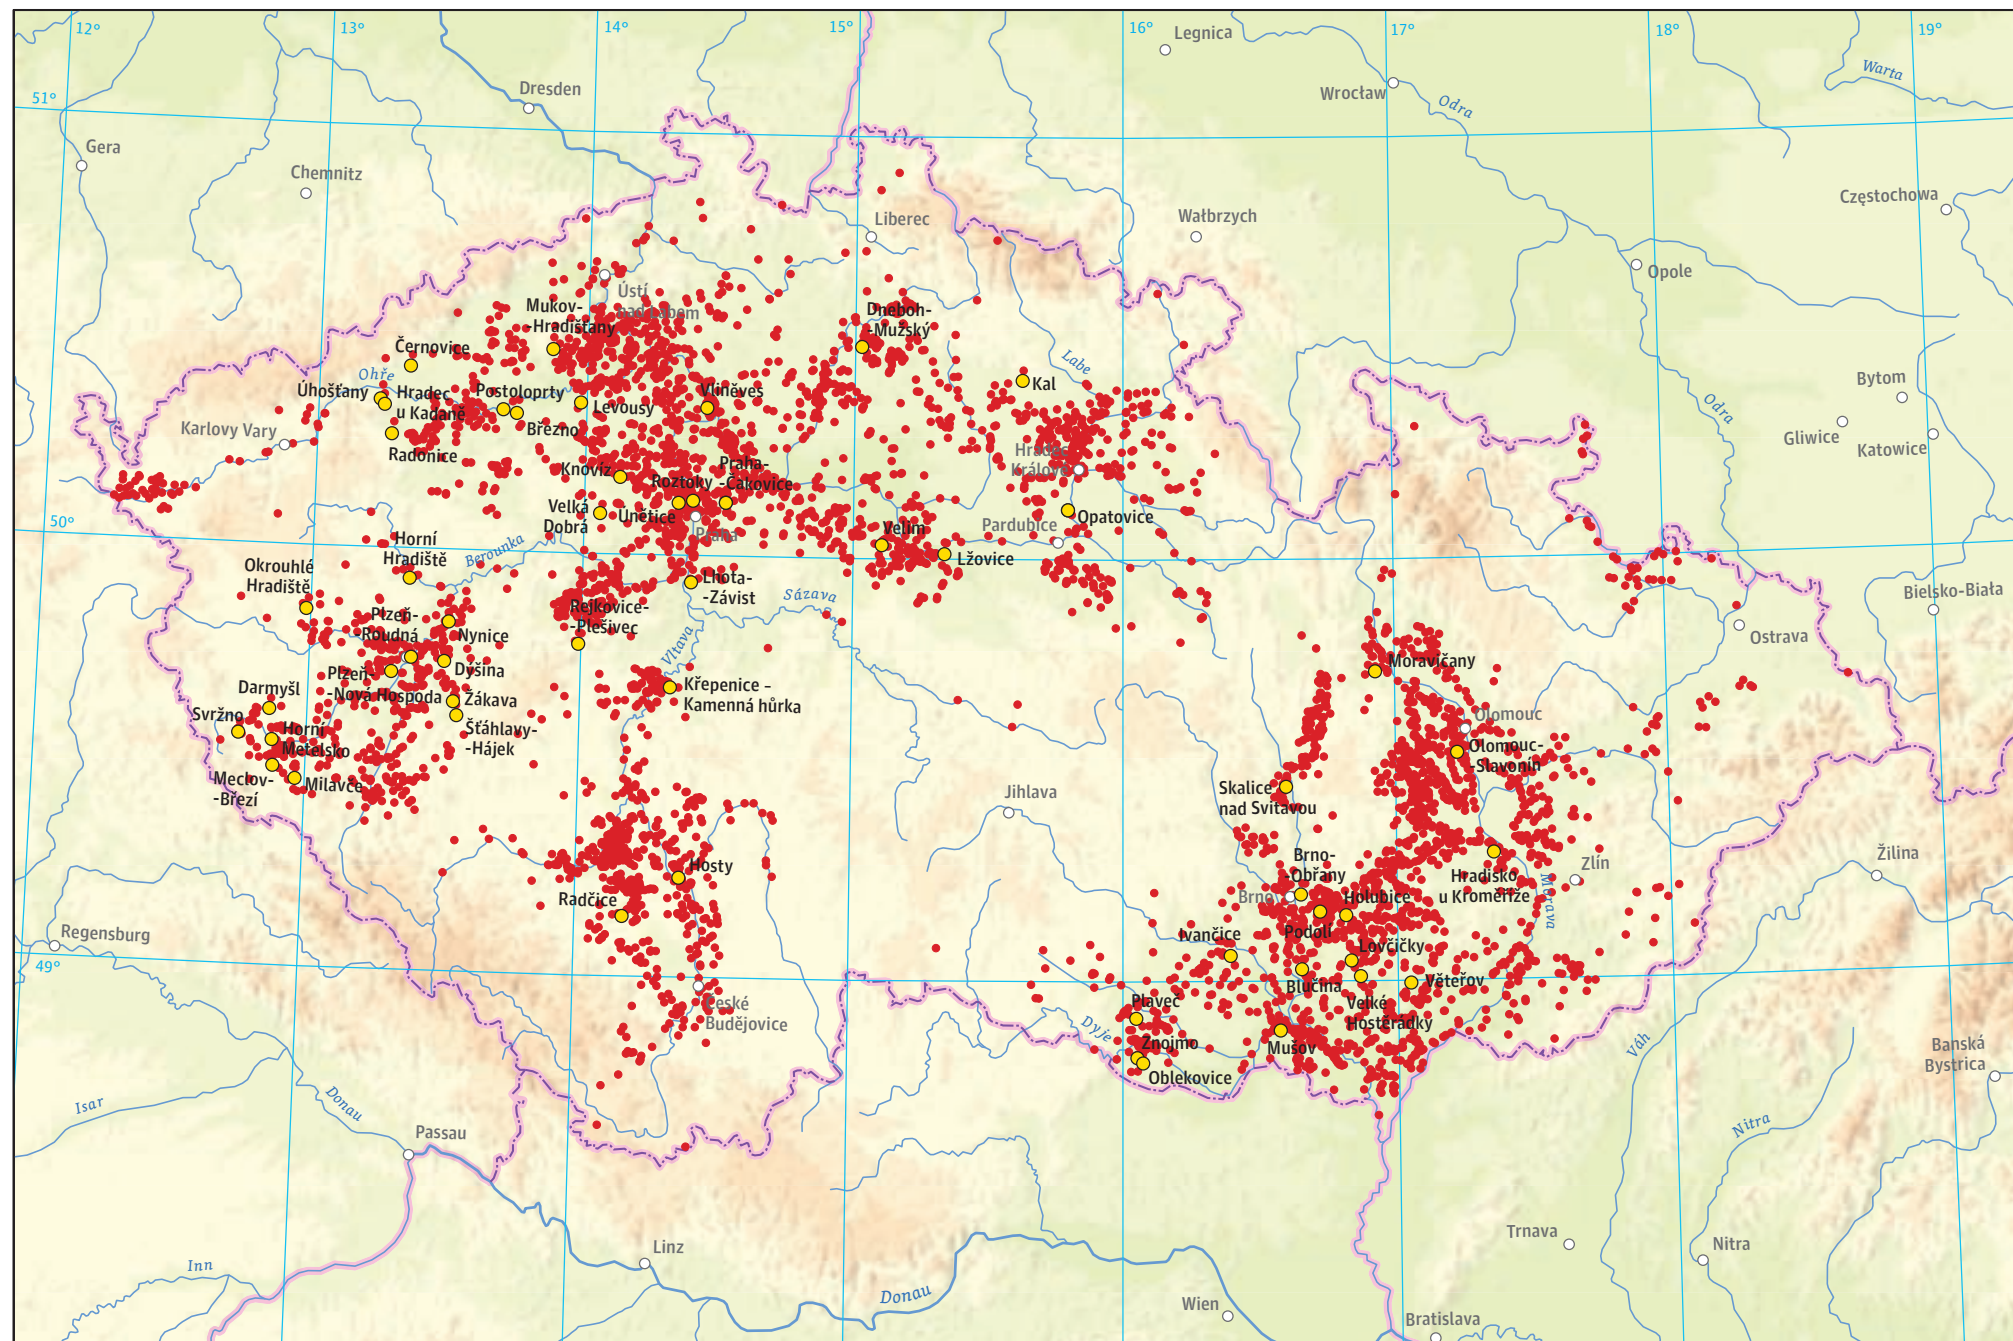 12°
13°
14°
15°
16°
17°
18°
19°
Legnica
Warta
Dresden
Wrocław
Odra
51°
Gera
Chemnitz
Częstochowa
Liberec
Wałbrzych
Opole
Ústí
nad Labem
Mukov-
-Hradišťany
Dneboh-
-Mužský
Černovice
Labe
Ohře
Kal
Bytom
Úhošťany
Hradec
u Kadaně
Postoloprty
Vliněves
Levousy
Odra
Karlovy Vary
Březno
Gliwice
Katowice
Radonice
Hradec
Králové
Knovíz
Praha-
-Čakovice
Roztoky
Velká
Dobrá
Únětice
Opatovice
50°
Praha
Velim
Pardubice
Horní
Hradiště
Berounka
Lžovice
Okrouhlé
Hradiště
Lhota-
-Závist
Sázava
Bielsko-Biała
Rejkovice-
-Plešivec
Plzeň-
-Roudná
Nynice
Ostrava
Vltava
Dýšina
Moravičany
Plzeň-
-Nová Hospoda
Darmyšl
Žákava
Křepenice –
Kamenná hůrka
Svržno
Olomouc
Horní
Metelsko
Šťáhlavy-
-Hájek
Olomouc-
-Slavonín
Meclov-
-Březí
Milavče
Skalice
nad Svitavou
Jihlava
Hosty
Brno-
-Obřany
Zlín
Žilina
Hradisko
u Kroměříže
Radčice
Brno
Holubice
Morava
Regensburg
Podolí
Ivančice
Lovčičky
49°
Blučina
Věteřov
České
Budějovice
Plaveč
Velké
Hostěrádky
Dyje
Znojmo
Mušov
Váh
Banská
Bystrica
Oblekovice
Isar
Donau
Nitra
Passau
Trnava
Nitra
Linz
Inn
Donau
Wien
Bratislava